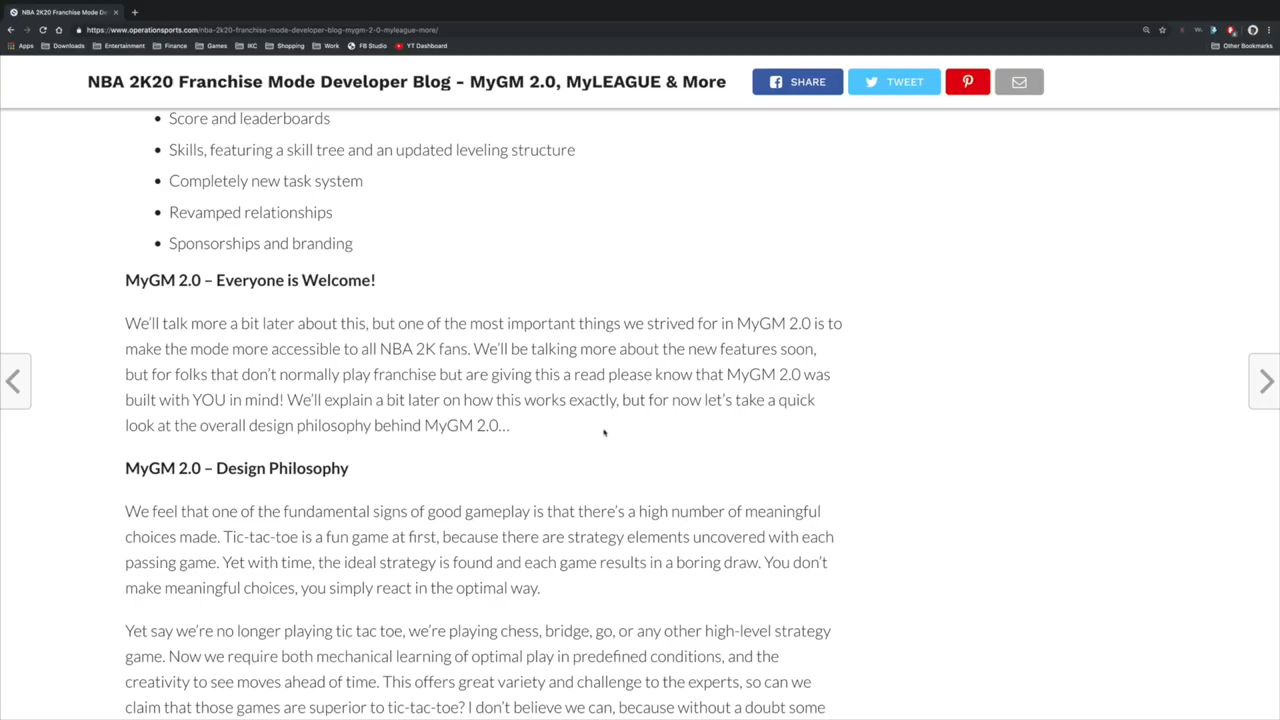 NBA 2K20 Franchise Mode De
https://www.operationsports.com/nba-2k20-franchise-mode-developer-blog-mygm-2-0-myleague-more/
Apps Downloads Entertainment Finance Games IKC Shopping Work FB Studio YT Dashboard Other Bookmarks
NBA 2K20 Franchise Mode Developer Blog - MyGM 2.0, MyLEAGUE & More SHARE TWEET
• Score and leaderboards
• Skills, featuring a skill tree and an updated leveling structure
• Completely new task system
• Revamped relationships
• Sponsorships and branding
MyGM 2.0 – Everyone is Welcome!
We'll talk more a bit later about this, but one of the most important things we strived for in MyGM 2.0 is to
make the mode more accessible to all NBA 2K fans. We'll be talking more about the new features soon,
but for folks that don't normally play franchise but are giving this a read please know that MyGM 2.0 was
built with YOU in mind! We'll explain a bit later on how this works exactly, but for now let's take a quick
look at the overall design philosophy behind MyGM 2.0…
MyGM 2.0 – Design Philosophy
We feel that one of the fundamental signs of good gameplay is that there's a high number of meaningful
choices made. Tic-tac-toe is a fun game at first, because there are strategy elements uncovered with each
passing game. Yet with time, the ideal strategy is found and each game results in a boring draw. You don't
make meaningful choices, you simply react in the optimal way.
Yet say we're no longer playing tic tac toe, we're playing chess, bridge, go, or any other high-level strategy
game. Now we require both mechanical learning of optimal play in predefined conditions, and the
creativity to see moves ahead of time. This offers great variety and challenge to the experts, so can we
claim that those games are superior to tic-tac-toe? I don't believe we can, because without a doubt some